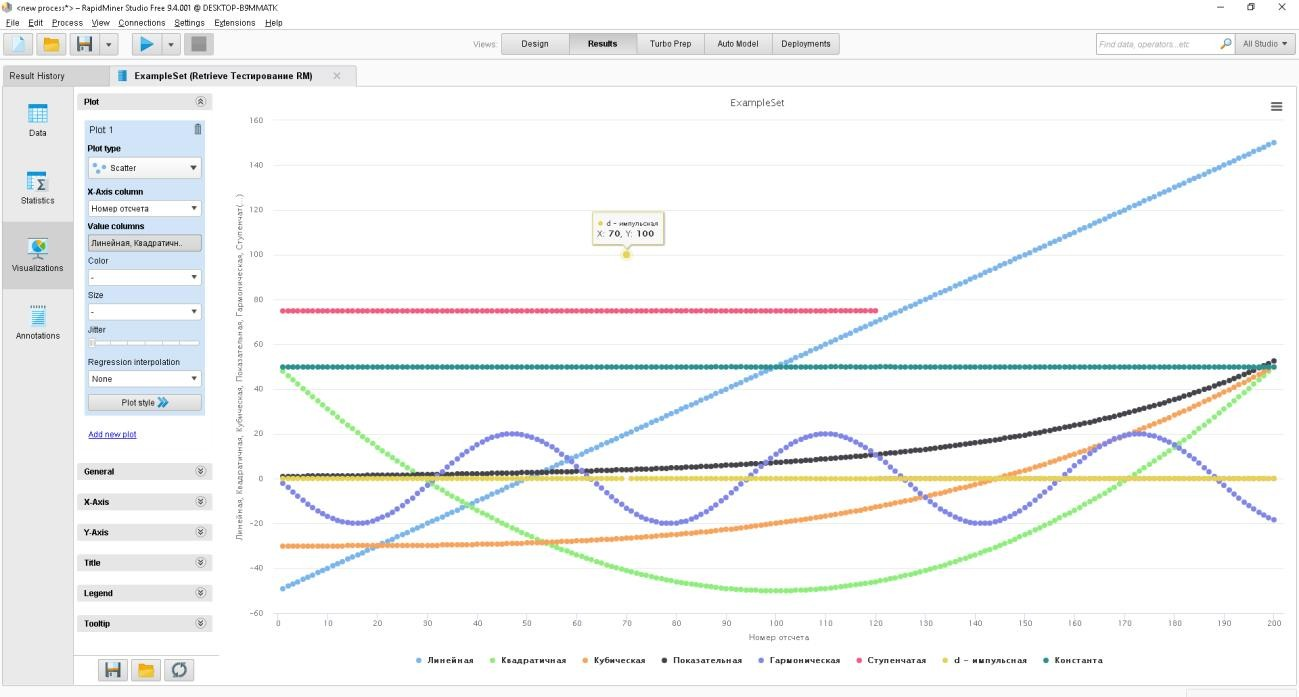 <new process*> – RapidMiner Studio Free 9.4.001 @ DESKTOP-B9MMATK
File Edit Process View Connections Settings Extensions Help
Views: Design Results Turbo Prep Auto Model Deployments
Find data, operators...etc
All Studio
Result History
ExampleSet (Retrieve Тестирование RM)
Data
Statistics
Visualizations
Annotations
Plot
Plot 1
Plot type
Scatter
X-Axis column
Номер отсчета
Value columns
Линейная, Квадратичн..
Color
-
Size
-
Jitter
Regression interpolation
None
Plot style
Add new plot
General
X-Axis
Y-Axis
Title
Legend
Tooltip
ExampleSet
Линейная, Квадратичная, Кубическая, Показательная, Гармоническая, Ступенчат(...)
160
140
120
100
80
60
40
20
0
-20
-40
-60
d - импульсная
X: 70, Y: 100
0 10 20 30 40 50 60 70 80 90 100 110 120 130 140 150 160 170 180 190 200
Номер отсчета
Линейная Квадратичная Кубическая Показательная Гармоническая Ступенчатая d - импульсная Константа